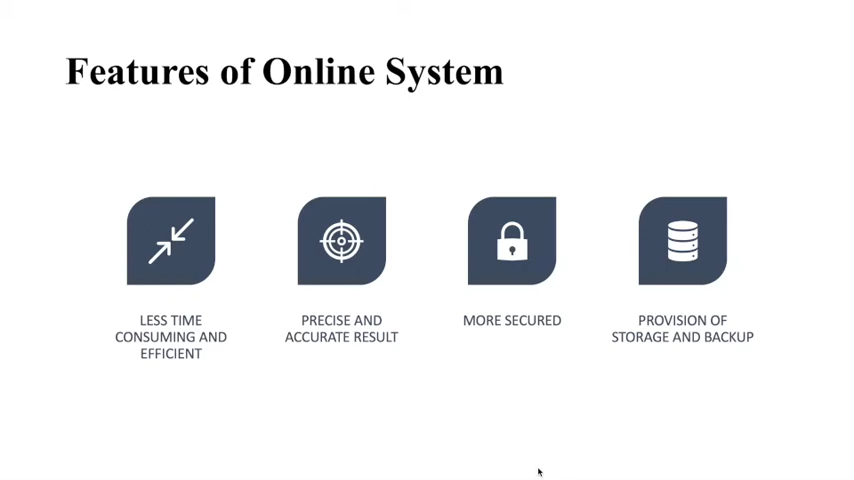 Features of Online System
LESS TIME
CONSUMING AND
EFFICIENT
PRECISE AND
ACCURATE RESULT
MORE SECURED
PROVISION OF
STORAGE AND BACKUP